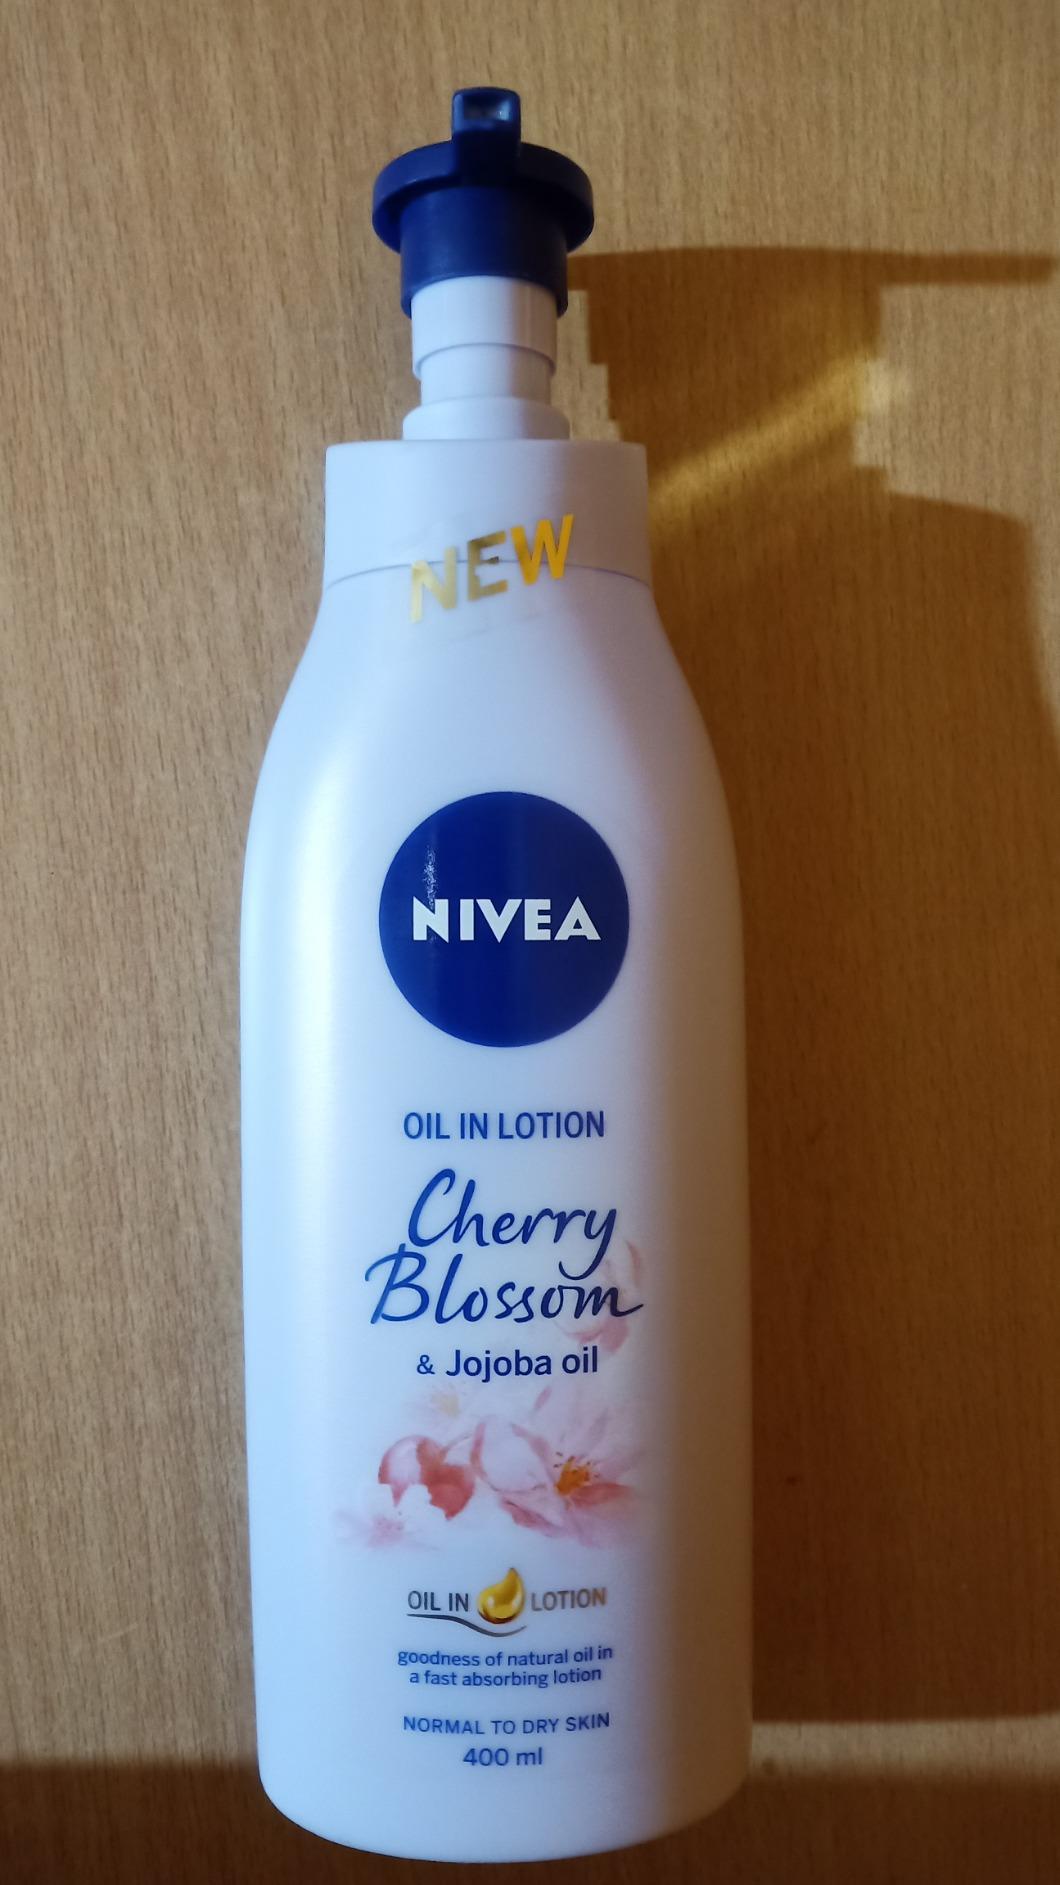 NEW
NIVEA
OIL IN LOTION
Cherry
Blossom
& Jojoba oil
OIL IN LOTION
goodness of natural oil in
a fast absorbing lotion
NORMAL TO DRY SKIN
400 ml